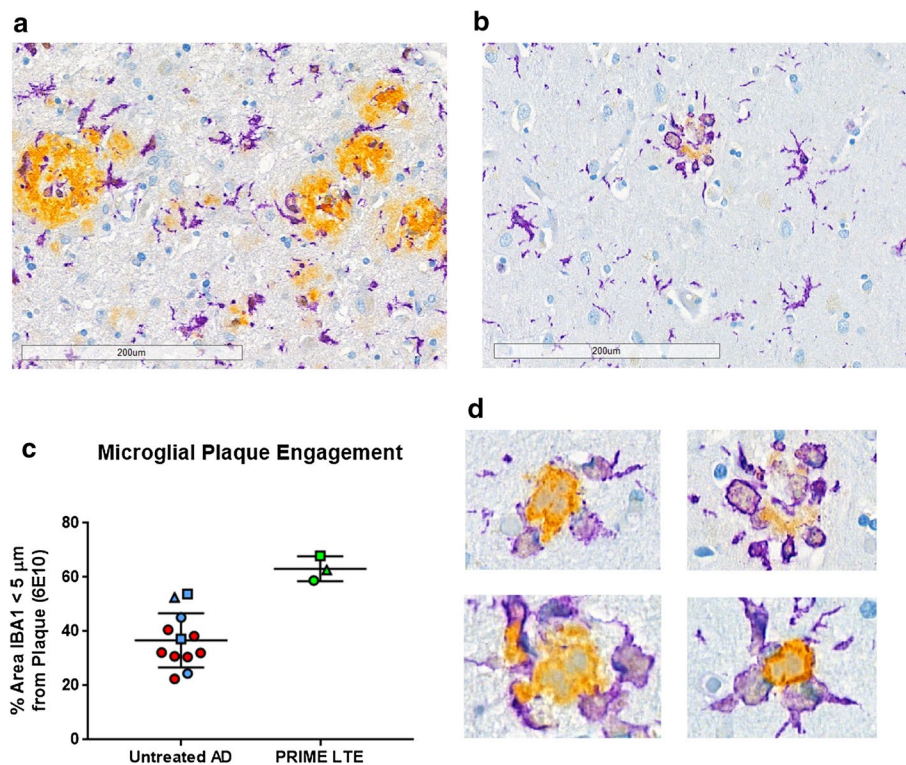 a
b
200um
200um
c
Microglial Plaque Engagement
% Area IBA1 < 5 μm
from Plaque (6E10)
80
60
40
20
0
Untreated AD
PRIME LTE
d